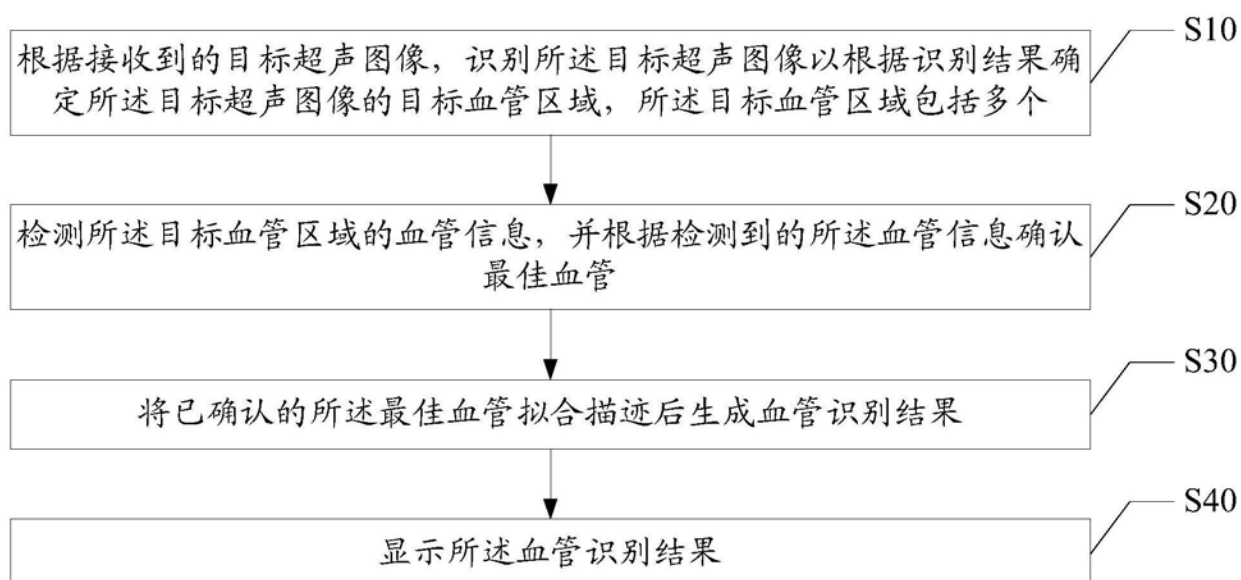 S10
根据接收到的目标超声图像，识别所述目标超声图像以根据识别结果确
定所述目标超声图像的目标血管区域，所述目标血管区域包括多个
S20
检测所述目标血管区域的血管信息，并根据检测到的所述血管信息确认
最佳血管
S30
将已确认的所述最佳血管拟合描迹后生成血管识别结果
S40
显示所述血管识别结果